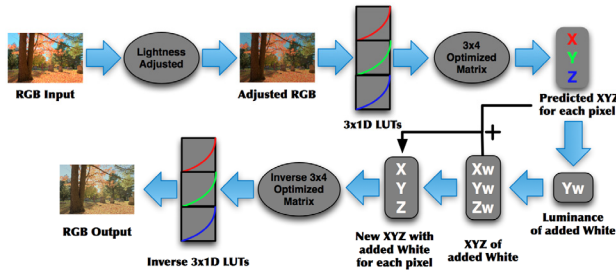 Lightness
Adjusted
3x4
Optimized
Matrix
X
Y
Z
RGB Input
Adjusted RGB
3x1D LUTs
Predicted XYZ
for each pixel
+
Inverse 3x4
Optimized
Matrix
X
Y
Z
Xw
Yw
Zw
Yw
RGB Output
Inverse 3x1D LUTs
New XYZ with
added White
for each pixel
XYZ of
added White
Luminance
of added White